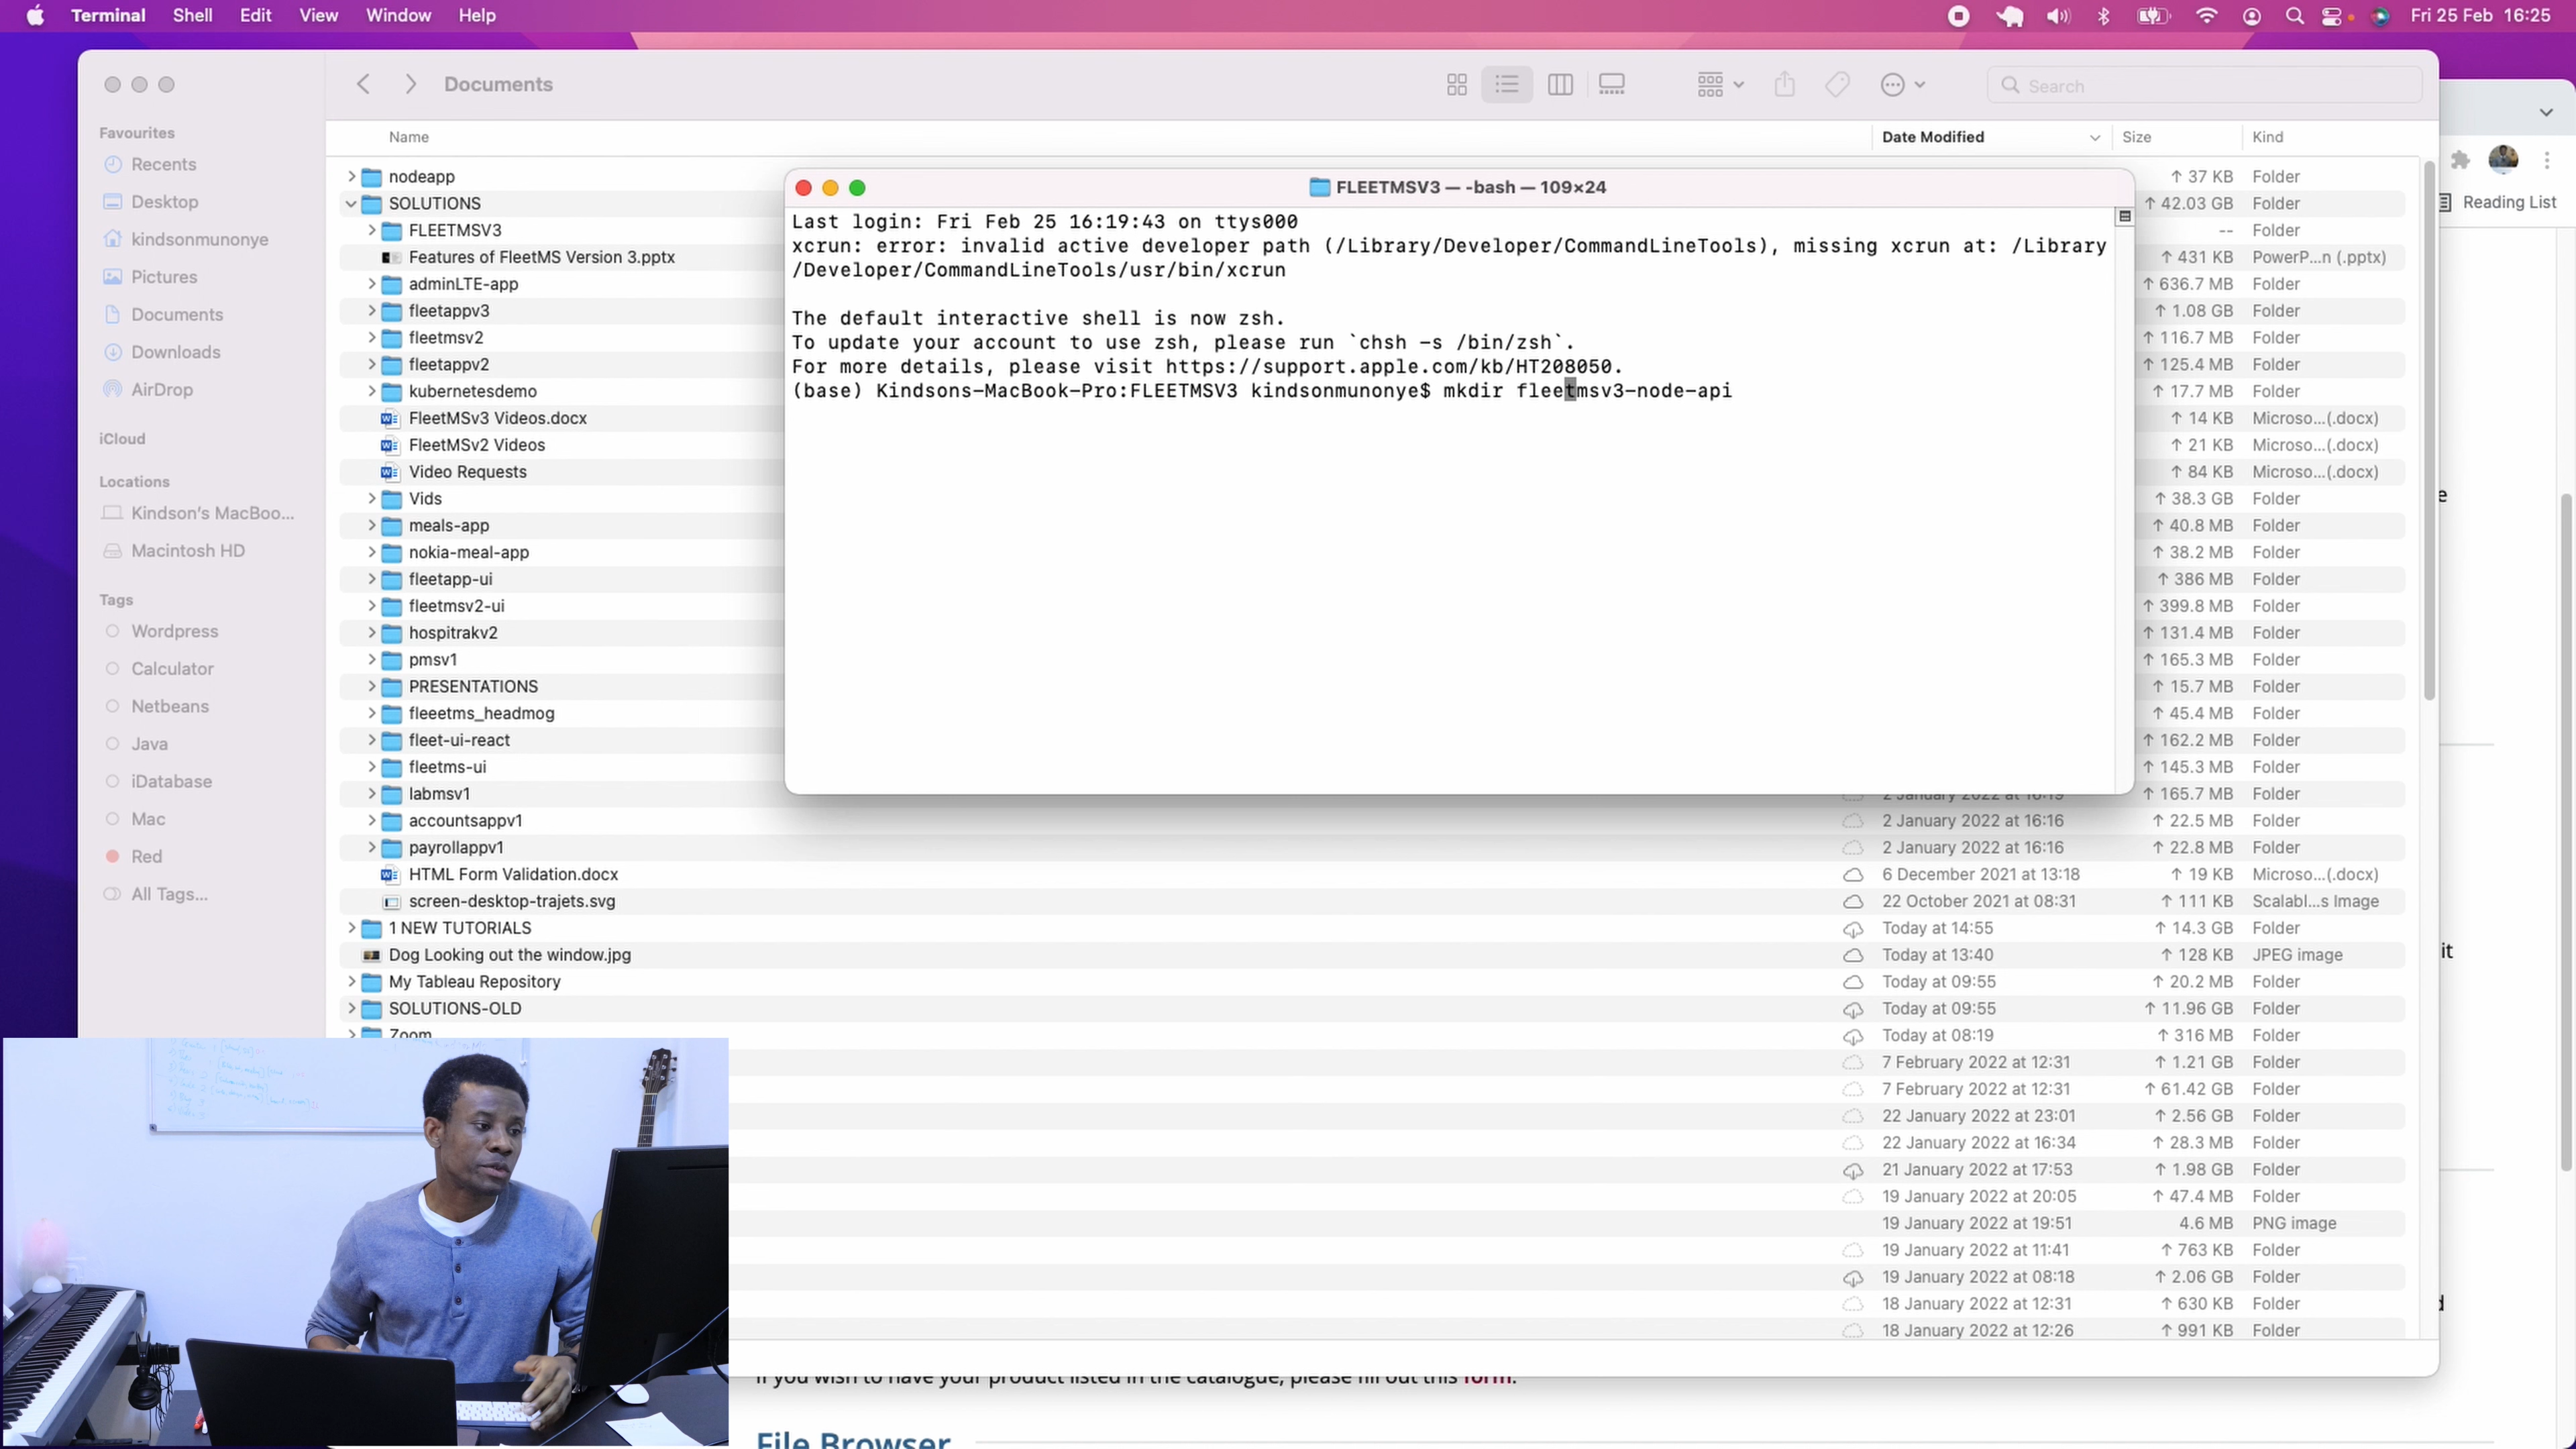 Terminal Shell Edit View Window Help
Fri 25 Feb 16:25
Documents
Search
Favourites
Recents
Desktop
kindsonmunonye
Pictures
Documents
Downloads
AirDrop
iCloud
Locations
Kindson's MacBoo...
Macintosh HD
Tags
Wordpress
Calculator
Netbeans
Java
iDatabase
Mac
Red
All Tags...
Name Date Modified Size Kind
nodeapp ↑ 37 KB Folder
SOLUTIONS ↑ 42.03 GB Folder
FLEETMSV3 -- Folder
Features of FleetMS Version 3.pptx ↑ 431 KB PowerP...n (.pptx)
adminLTE-app ↑ 636.7 MB Folder
fleetappv3 ↑ 1.08 GB Folder
fleetmsv2 ↑ 116.7 MB Folder
fleetappv2 ↑ 125.4 MB Folder
kubernetesdemo ↑ 17.7 MB Folder
FleetMSv3 Videos.docx ↑ 14 KB Microso...(.docx)
FleetMSv2 Videos ↑ 21 KB Microso...(.docx)
Video Requests ↑ 84 KB Microso...(.docx)
Vids ↑ 38.3 GB Folder
meals-app ↑ 40.8 MB Folder
nokia-meal-app ↑ 38.2 MB Folder
fleetapp-ui ↑ 386 MB Folder
fleetmsv2-ui ↑ 399.8 MB Folder
hospitrakv2 ↑ 131.4 MB Folder
pmsv1 ↑ 165.3 MB Folder
PRESENTATIONS ↑ 15.7 MB Folder
fleeetms_headmog ↑ 45.4 MB Folder
fleet-ui-react ↑ 162.2 MB Folder
fleetms-ui ↑ 145.3 MB Folder
labmsv1 2 January 2022 at 16:19 ↑ 165.7 MB Folder
accountsappv1 2 January 2022 at 16:16 ↑ 22.5 MB Folder
payrollappv1 2 January 2022 at 16:16 ↑ 22.8 MB Folder
HTML Form Validation.docx 6 December 2021 at 13:18 ↑ 19 KB Microso...(.docx)
screen-desktop-trajets.svg 22 October 2021 at 08:31 ↑ 111 KB Scalabl...s Image
1 NEW TUTORIALS Today at 14:55 ↑ 14.3 GB Folder
Dog Looking out the window.jpg Today at 13:40 ↑ 128 KB JPEG image
My Tableau Repository Today at 09:55 ↑ 20.2 MB Folder
SOLUTIONS-OLD Today at 09:55 ↑ 11.96 GB Folder
Zoom Today at 08:19 ↑ 316 MB Folder
7 February 2022 at 12:31 ↑ 1.21 GB Folder
7 February 2022 at 12:31 ↑ 61.42 GB Folder
22 January 2022 at 23:01 ↑ 2.56 GB Folder
22 January 2022 at 16:34 ↑ 28.3 MB Folder
21 January 2022 at 17:53 ↑ 1.98 GB Folder
19 January 2022 at 20:05 ↑ 47.4 MB Folder
19 January 2022 at 19:51 4.6 MB PNG image
19 January 2022 at 11:41 ↑ 763 KB Folder
19 January 2022 at 08:18 ↑ 2.06 GB Folder
18 January 2022 at 12:31 ↑ 630 KB Folder
18 January 2022 at 12:26 ↑ 991 KB Folder
FLEETMSV3 — -bash — 109×24
Last login: Fri Feb 25 16:19:43 on ttys000
xcrun: error: invalid active developer path (/Library/Developer/CommandLineTools), missing xcrun at: /Library
/Developer/CommandLineTools/usr/bin/xcrun
The default interactive shell is now zsh.
To update your account to use zsh, please run `chsh -s /bin/zsh`.
For more details, please visit https://support.apple.com/kb/HT208050.
(base) Kindsons-MacBook-Pro:FLEETMSV3 kindsonmunonye$ mkdir fleetmsv3-node-api
Reading List
e
it
d
If you wish to have your product listed in the catalogue, please fill out this form.
File Browser